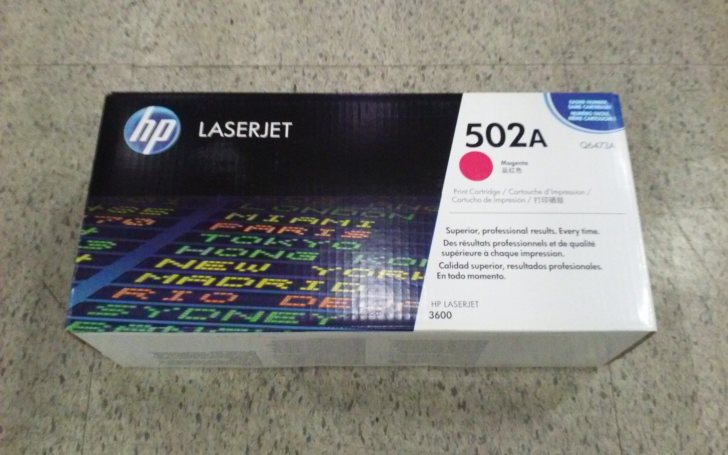 hp
LASERJET
502A
Q6473A
Magenta
品红色
Print Cartridge / Cartouche d'impression /
Cartucho de impresión / 打印硒鼓
Superior, professional results. Every time.
Des résultats professionnels et de qualité
supérieure à chaque impression.
Calidad superior, resultados profesionales.
En todo momento.
HP LASERJET
3600
LONDON
MIAMI
PARIS
TOKYO
HONG KO
NEW YORK
MADRID
RIO DE